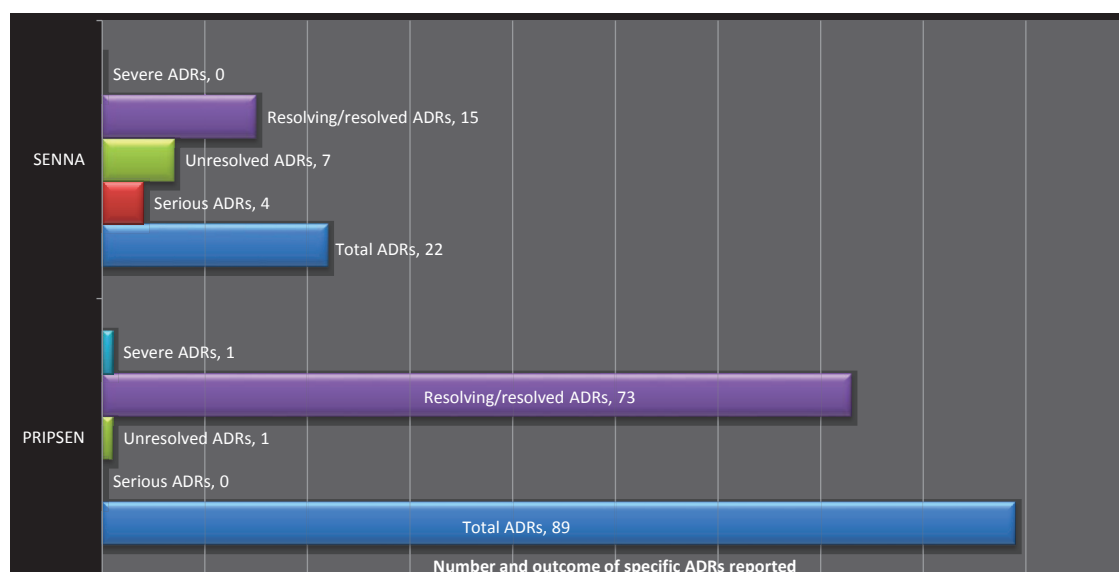 Severe ADRs, 0
Resolving/resolved ADRs, 15
SENNA
Unresolved ADRs, 7
Serious ADRs, 4
Total ADRs, 22
Severe ADRs, 1
Resolving/resolved ADRs, 73
PRIPSEN
Unresolved ADRs, 1
Serious ADRs, 0
Total ADRs, 89
Number and outcome of specific ADRs reported